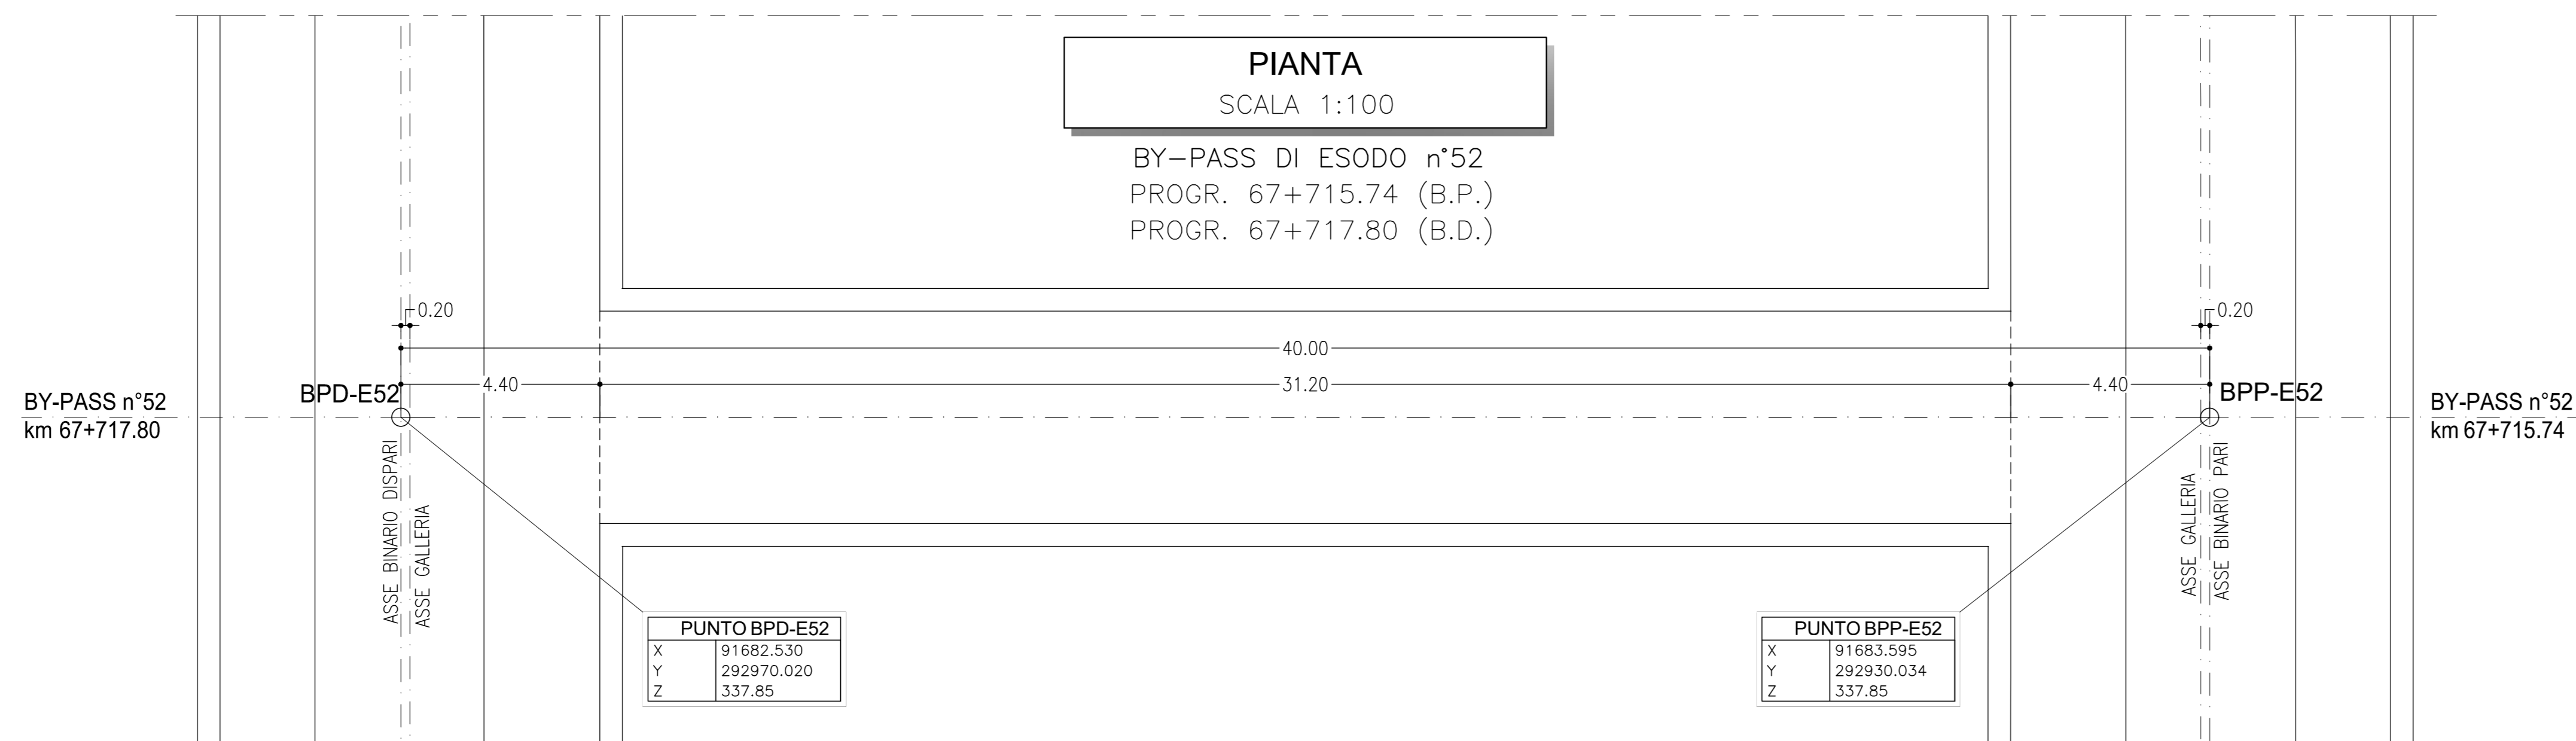 PIANTA
SCALA 1:100
BY-PASS DI ESODO n°52
PROGR. 67+715.74 (B.P.)
PROGR. 67+717.80 (B.D.)
0.20
0.20
40.00
4.40
31.20
4.40
BPD-E52
BPP-E52
BY-PASS n°52
km 67+717.80
BY-PASS n°52
km 67+715.74
ASSE BINARIO DISPARI
ASSE GALLERIA
ASSE GALLERIA
ASSE BINARIO PARI
PUNTO BPD-E52
X 91682.530
Y 292970.020
Z 337.85
PUNTO BPP-E52
X 91683.595
Y 292930.034
Z 337.85